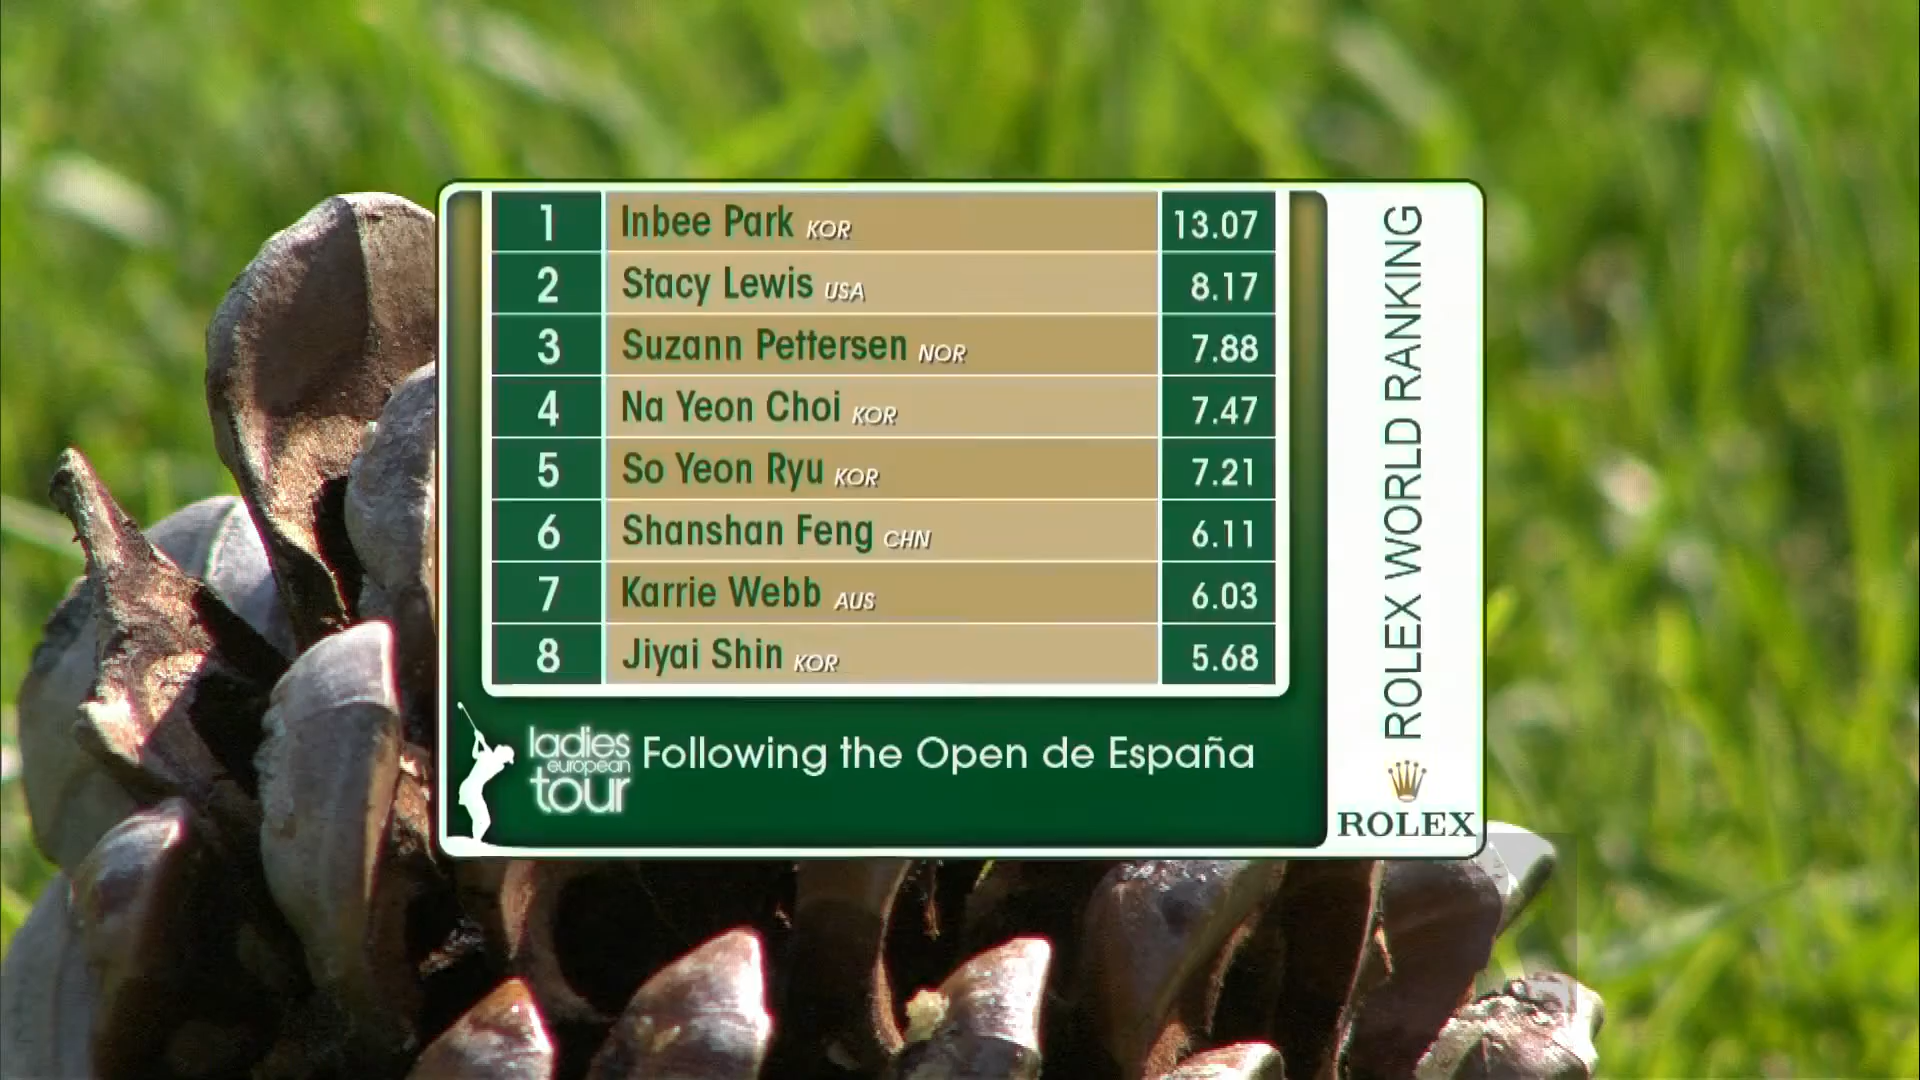 1 Inbee Park KOR 13.07
2 Stacy Lewis USA 8.17
3 Suzann Pettersen NOR 7.88
4 Na Yeon Choi KOR 7.47
5 So Yeon Ryu KOR 7.21
6 Shanshan Feng CHN 6.11
7 Karrie Webb AUS 6.03
8 Jiyai Shin KOR 5.68
ladies
european
tour
Following the Open de España
ROLEX WORLD RANKING
ROLEX